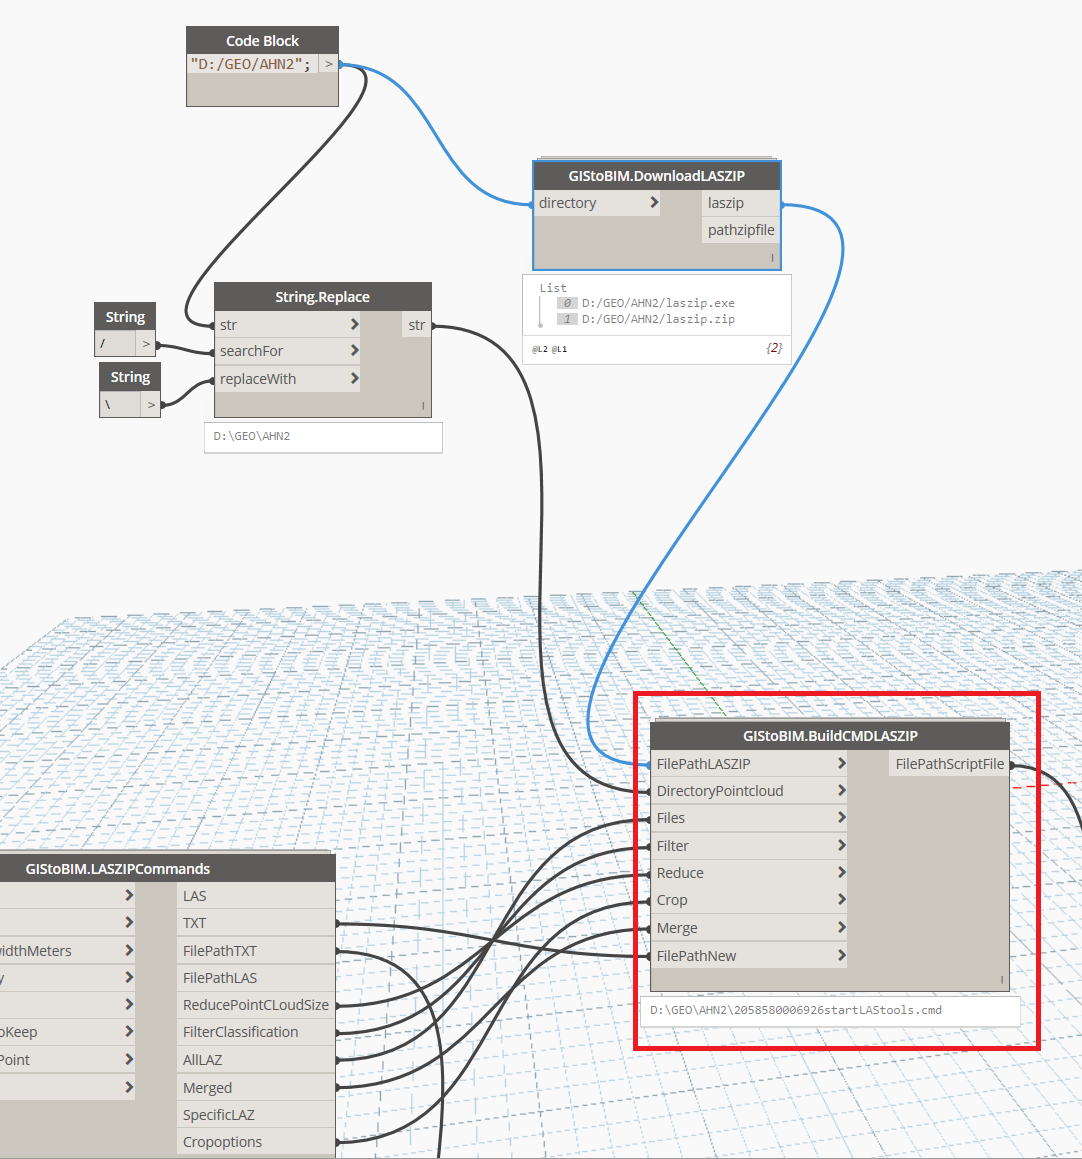 Code Block
"D:/GEO/AHN2"; >
GIStoBIM.DownloadLASZIP
directory laszip
pathzipfile
l
List
0 D:/GEO/AHN2/laszip.exe
1 D:/GEO/AHN2/laszip.zip
@L2 @L1 {2}
String.Replace
str str
searchFor
replaceWith
l
D:\GEO\AHN2
String
/ >
String
\ >
GIStoBIM.BuildCMDLASZIP
FilePathLASZIP FilePathScriptFile
DirectoryPointcloud
Files
Filter
Reduce
Crop
Merge
FilePathNew
l
D:\GEO\AHN2\2058580006926startLAStools.cmd
GIStoBIM.LASZIPCommands
LAS
TXT
idthMeters FilePathTXT
y FilePathLAS
ReducePointCLoudSize
oKeep FilterClassification
Point AllLAZ
Merged
SpecificLAZ
Cropoptions